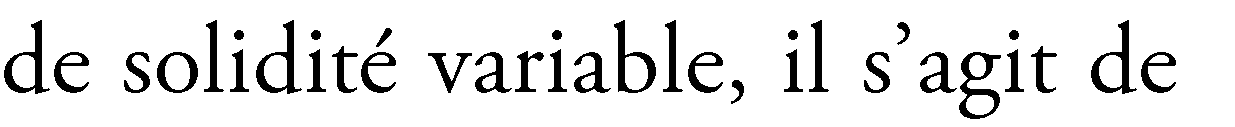 de solidité variable, il s’agit de